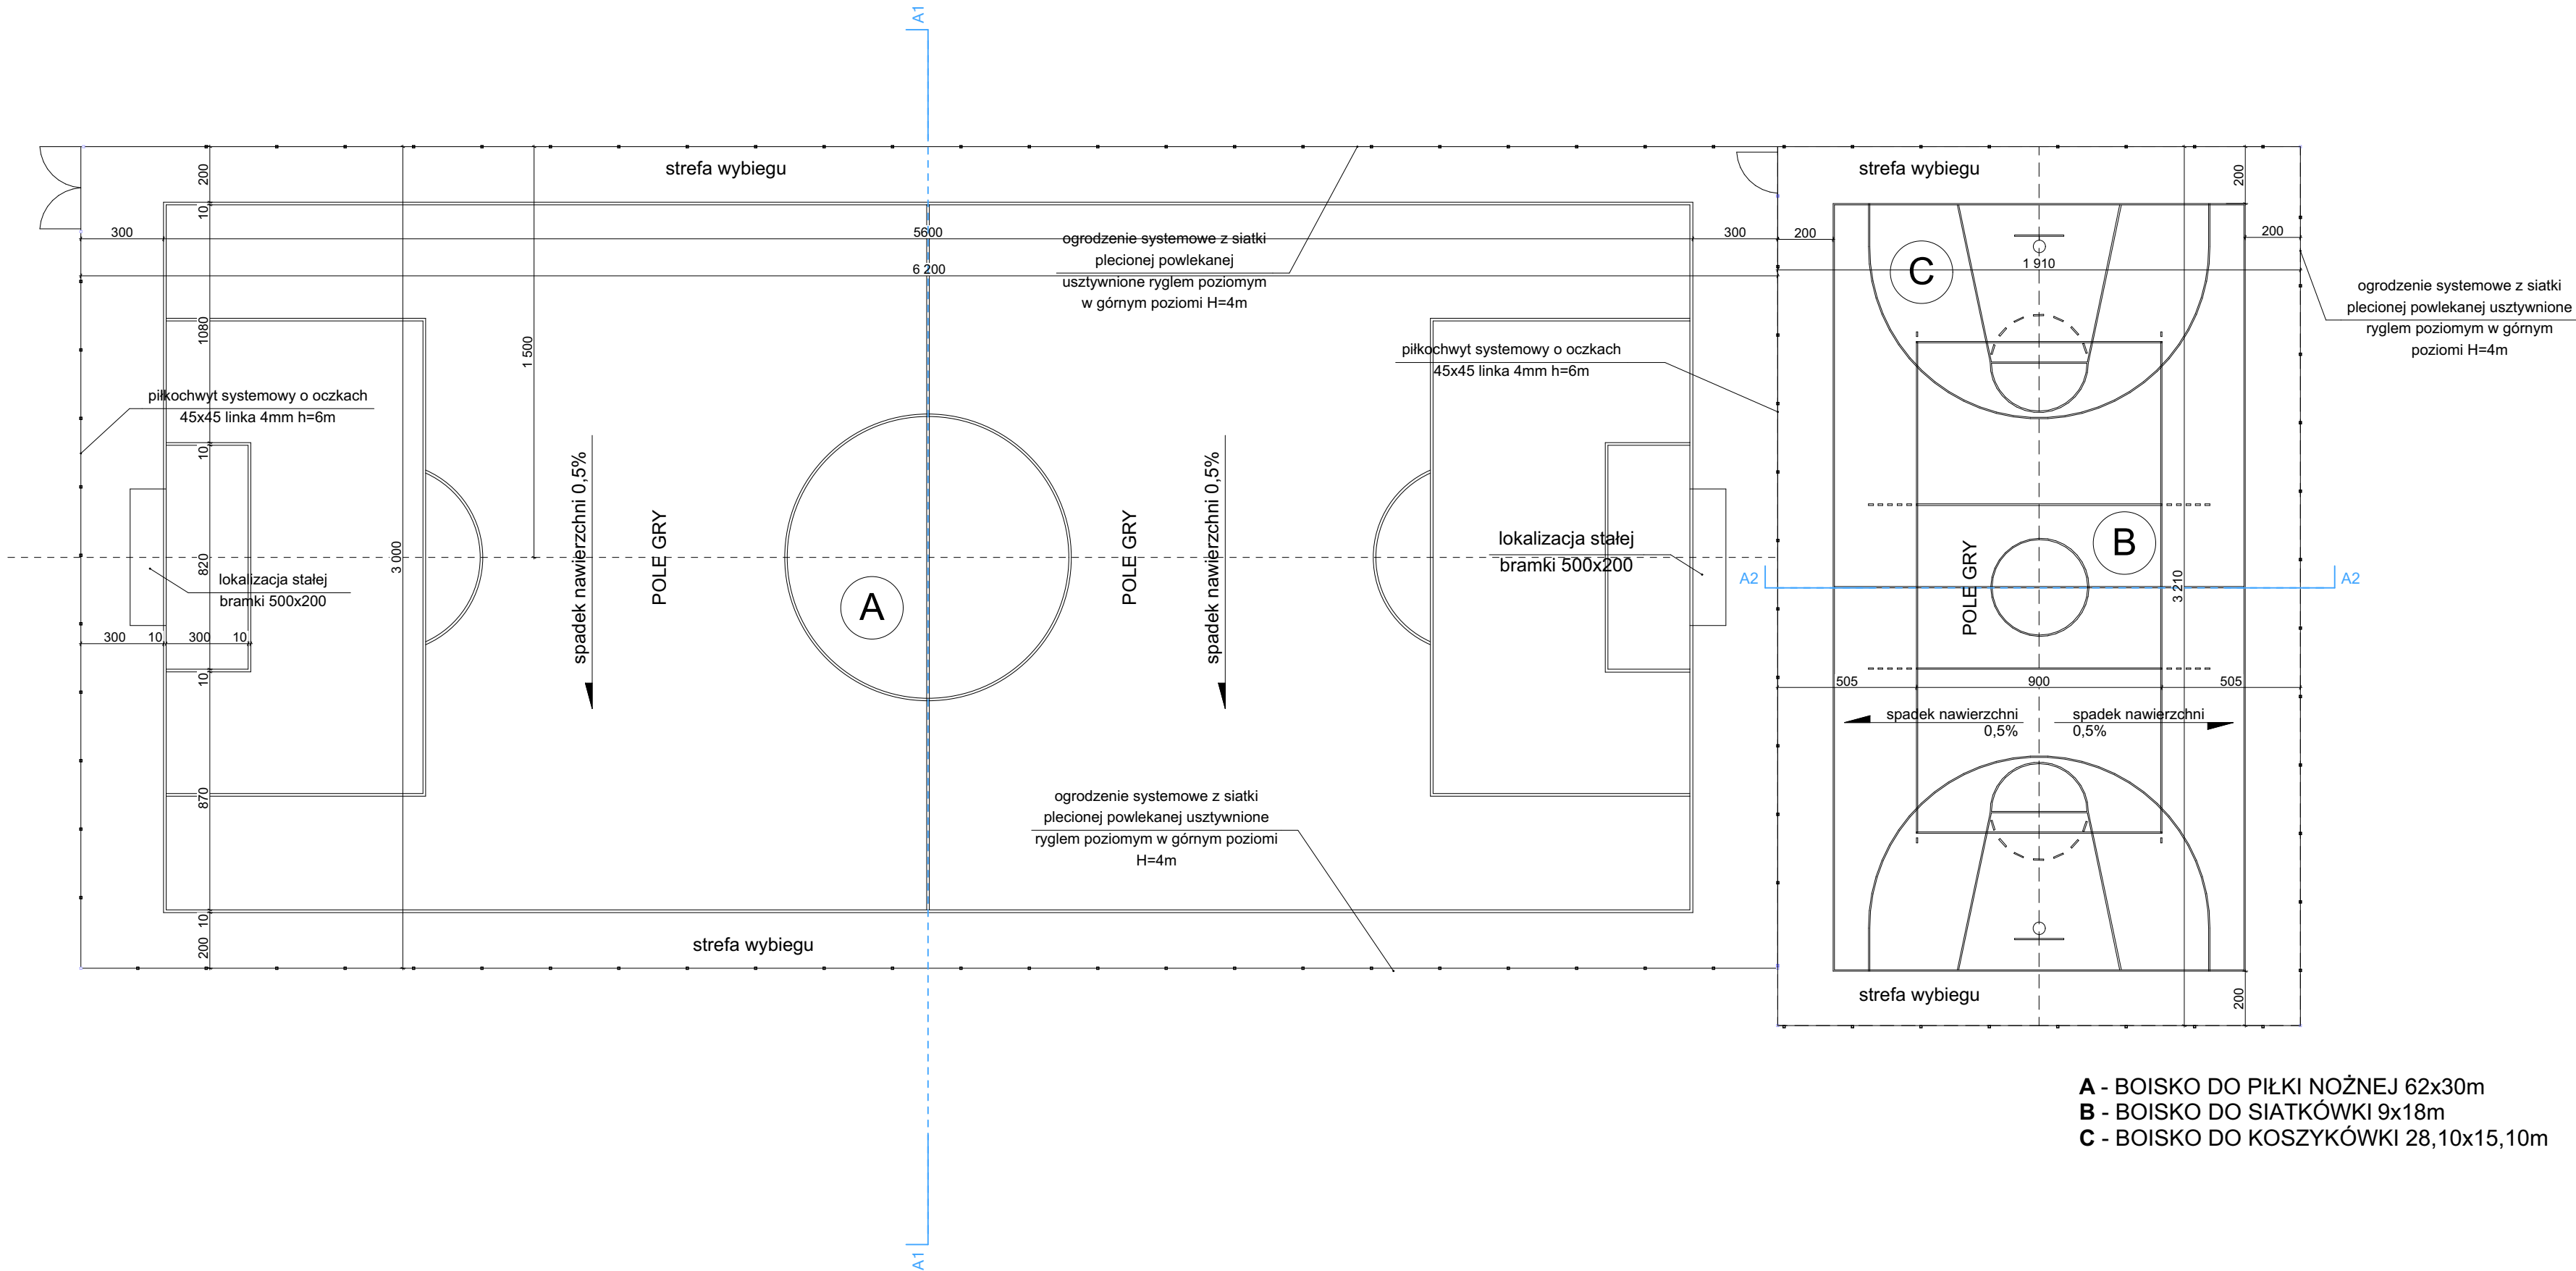 A1
strefa wybiegu
strefa wybiegu
200
10
200
300
5600
300
200
200
6 200
1 910
ogrodzenie systemowe z siatki
plecionej powlekanej
usztywnione ryglem poziomym
w górnym poziomi H=4m
C
ogrodzenie systemowe z siatki
plecionej powlekanej usztywnione
ryglem poziomym w górnym
poziomi H=4m
1080
1 500
piłkochwyt systemowy o oczkach
45x45 linka 4mm h=6m
piłkochwyt systemowy o oczkach
45x45 linka 4mm h=6m
10
spadek nawierzchni 0,5%
POLE GRY
POLE GRY
spadek nawierzchni 0,5%
lokalizacja stałej
bramki 500x200
B
820
3 000
lokalizacja stałej
bramki 500x200
A
POLE GRY
A2
A2
3 210
300
10
300
10
10
505
900
505
spadek nawierzchni
0,5%
spadek nawierzchni
0,5%
870
ogrodzenie systemowe z siatki
plecionej powlekanej usztywnione
ryglem poziomym w górnym poziomi
H=4m
10
200
strefa wybiegu
strefa wybiegu
200
A - BOISKO DO PIŁKI NOŻNEJ 62x30m
B - BOISKO DO SIATKÓWKI 9x18m
C - BOISKO DO KOSZYKÓWKI 28,10x15,10m
A1